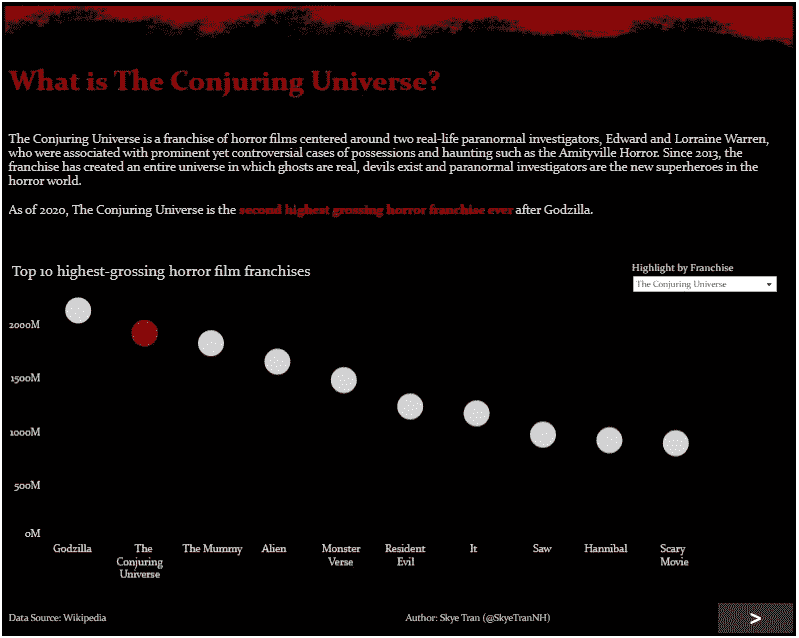 What is The Conjuring Universe?
The Conjuring Universe is a franchise of horror films centered around two real-life paranormal investigators, Edward and Lorraine Warren,
who were associated with prominent yet controversial cases of possessions and haunting such as the Amityville Horror. Since 2013, the
franchise has created an entire universe in which ghosts are real, devils exist and paranormal investigators are the new superheroes in the
horror world.
As of 2020, The Conjuring Universe is the second highest grossing horror franchise ever after Godzilla.
Top 10 highest-grossing horror film franchises
Highlight by Franchise
The Conjuring Universe
2000M
1500M
1000M
500M
0M
Godzilla
The
Conjuring
Universe
The Mummy
Alien
Monster
Verse
Resident
Evil
It
Saw
Hannibal
Scary
Movie
Data Source: Wikipedia
Author: Skye Tran (@SkyeTranNH)
>